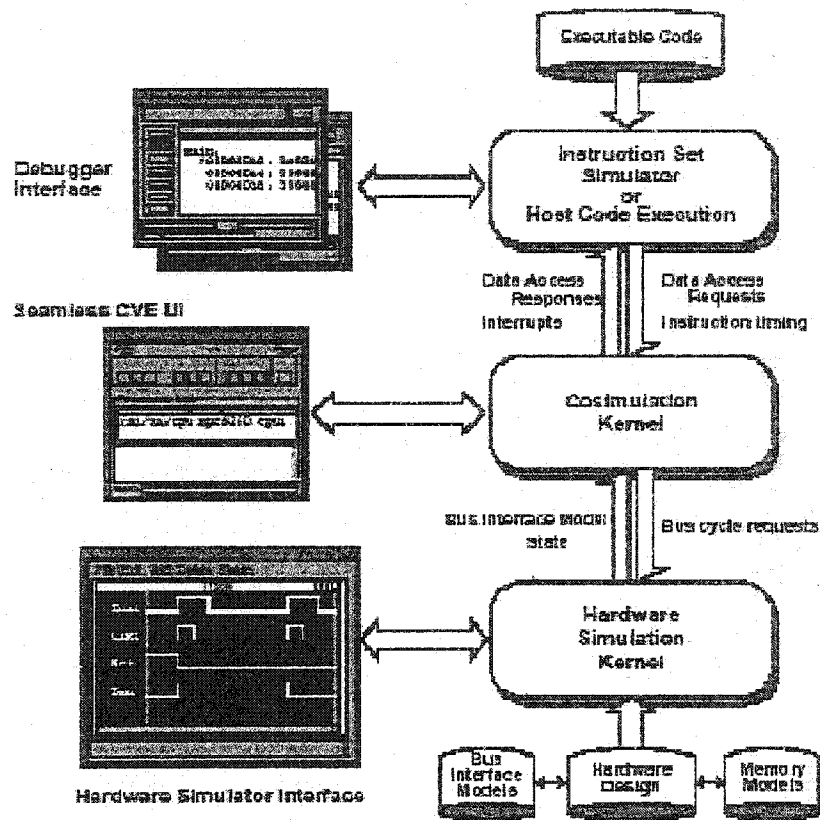 Executable Code
Instruction Set
Simulator
or
Host Code Execution
Debugger
Interface
main:
Data Access
Responses
Interrupts
Data Access
Requests
Instruction timing
Seamless CVE UI
Cosimulation
Kernel
Bus Interface Model
State
Bus cycle requests
Hardware
Simulation
Kernel
Hardware Simulator Interface
Bus
Interface
Models
Hardware
Design
Memory
Models